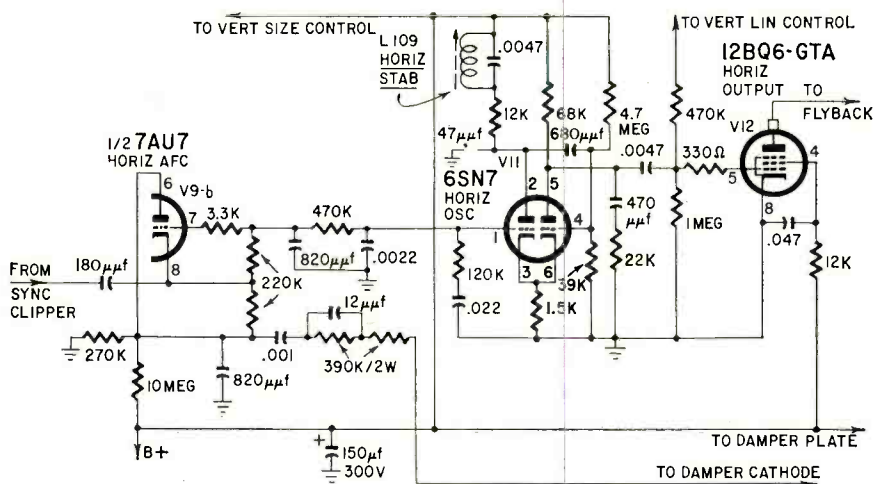 TO VERT SIZE CONTROL
L109
HORIZ
STAB
.0047
TO VERT LIN CONTROL
12BQ6-GTA
HORIZ
OUTPUT
TO
FLYBACK
12K
68K
4.7
MEG
470K
V12
47μμf
680μμf
.0047
330Ω
4
1/2 7AU7
HORIZ AFC
V11
5
6SN7
HORIZ
OSC
2
5
6
V9-b
7
3.3K
470K
1
4
470
μμf
1MEG
8
.047
8
820μμf
.0022
120K
39K
22K
12K
FROM
SYNC
CLIPPER
180μμf
220K
3
6
12μμf
.022
1.5K
270K
.001
390K/2W
10MEG
820μμf
B+
+
150μf
300V
TO DAMPER PLATE
TO DAMPER CATHODE